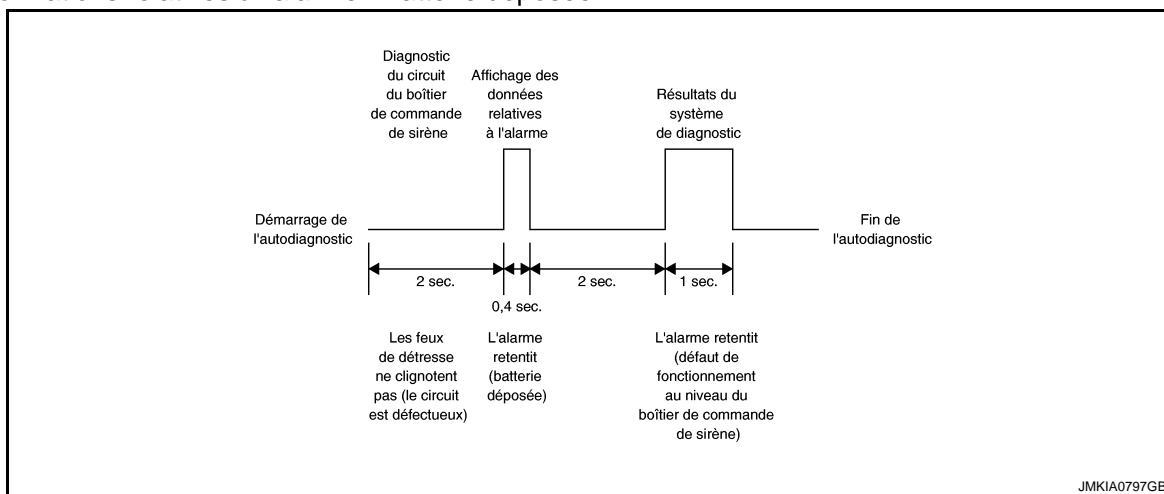 Diagnostic
du circuit
du boîtier
de commande
de sirène
Affichage des
données
relatives
à l'alarme
Résultats du
système
de diagnostic
Démarrage de
l'autodiagnostic
Fin de
l'autodiagnostic
2 sec.
0,4 sec.
2 sec.
1 sec.
Les feux
de détresse
ne clignotent
pas (le circuit
est défectueux)
L'alarme
retentit
(batterie
déposée)
L'alarme retentit
(défaut de
fonctionnement
au niveau du
boîtier de commande
de sirène)
JMKIA0797GB